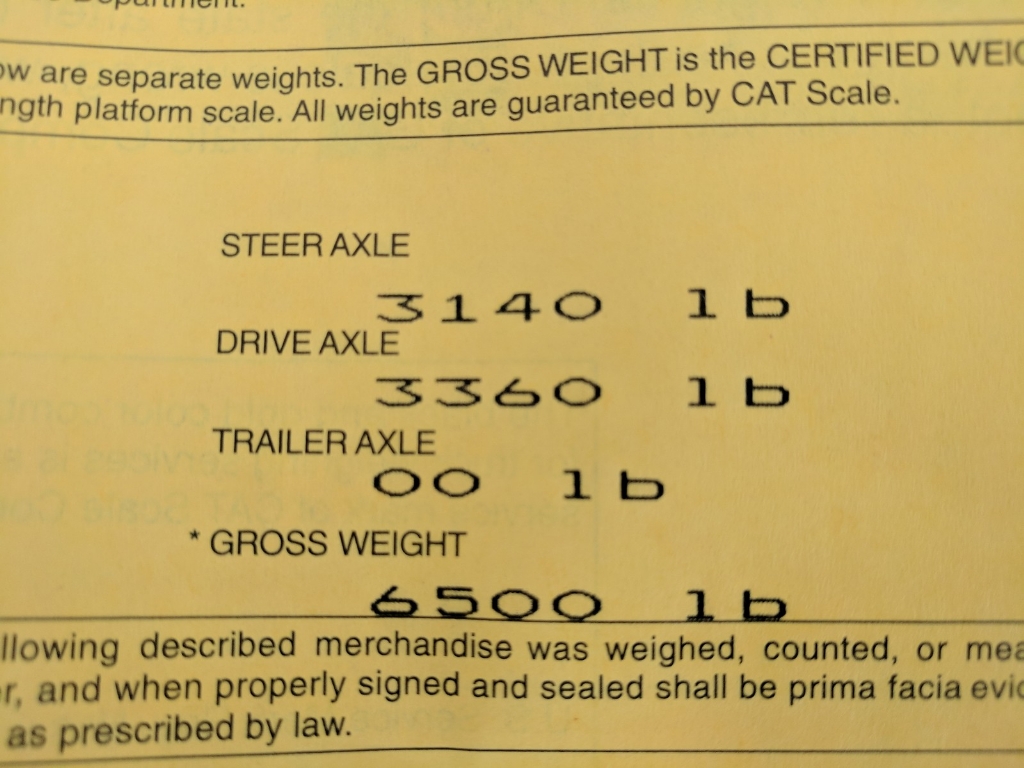 Department.
ow are separate weights. The GROSS WEIGHT is the CERTIFIED WEIG
ngth platform scale. All weights are guaranteed by CAT Scale.
STEER AXLE
3140 lb
DRIVE AXLE
3360 lb
TRAILER AXLE
00 lb
* GROSS WEIGHT
6500 lb
llowing described merchandise was weighed, counted, or mea
r, and when properly signed and sealed shall be prima facia evid
as prescribed by law.